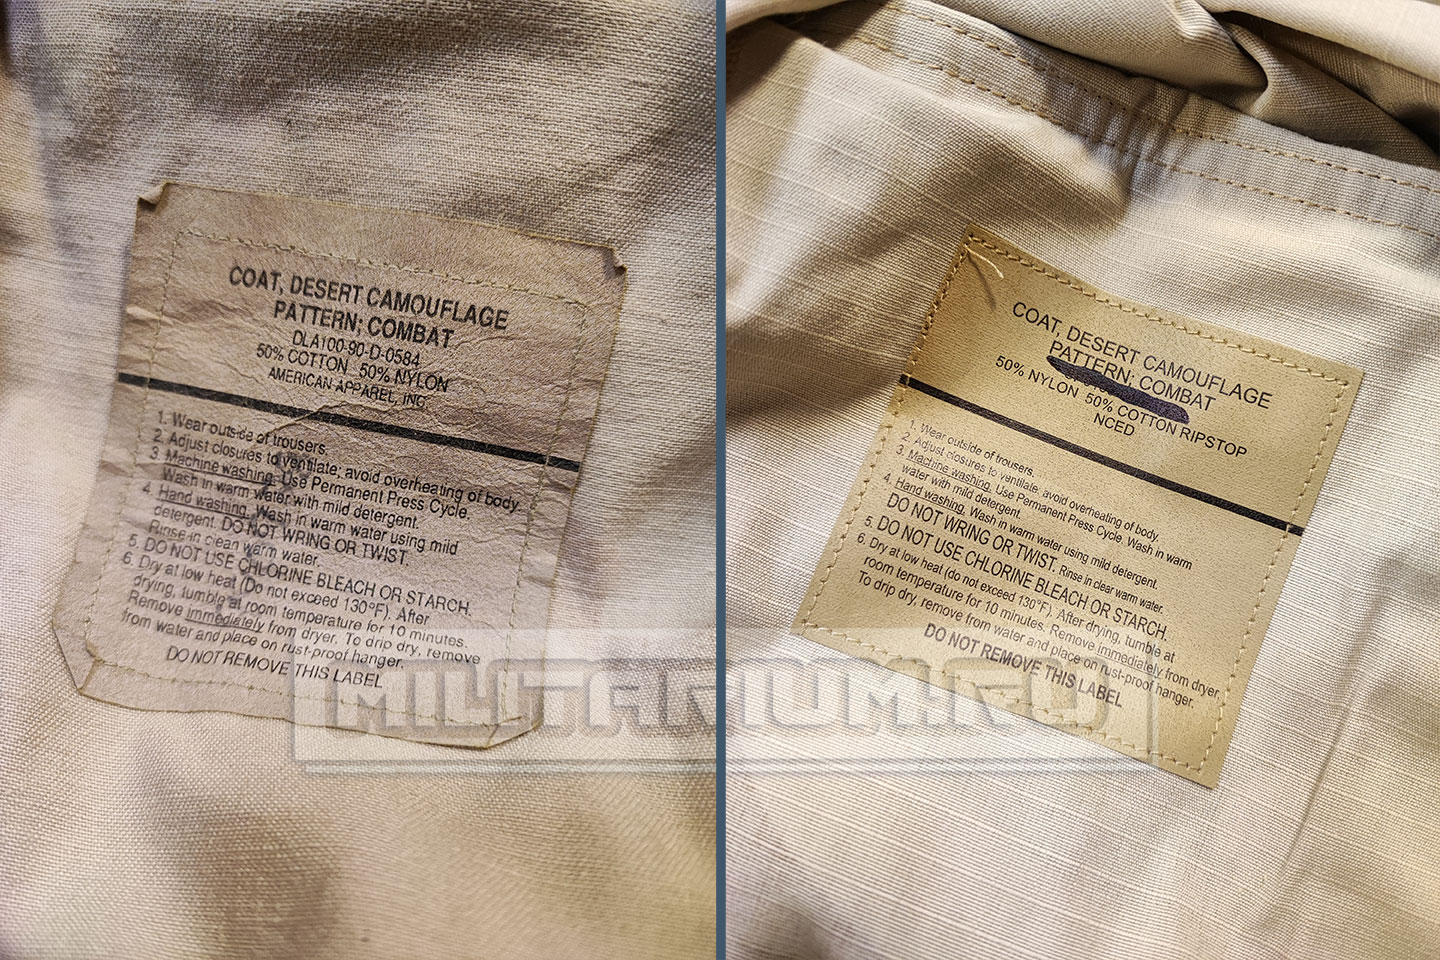 COAT, DESERT CAMOUFLAGE
PATTERN; COMBAT
DLA100-90-D-0584
50% COTTON 50% NYLON
AMERICAN APPAREL, INC
1. Wear outside of trousers.
2. Adjust closures to ventilate; avoid overheating of body.
3. Machine washing. Use Permanent Press Cycle.
Wash in warm water with mild detergent.
4. Hand washing. Wash in warm water using mild
detergent. DO NOT WRING OR TWIST.
Rinse in clean warm water.
5. DO NOT USE CHLORINE BLEACH OR STARCH.
6. Dry at low heat (Do not exceed 130°F). After
drying, tumble at room temperature for 10 minutes.
Remove immediately from dryer. To drip dry, remove
from water and place on rust-proof hanger.
DO NOT REMOVE THIS LABEL
COAT, DESERT CAMOUFLAGE
PATTERN; COMBAT
50% NYLON 50% COTTON RIPSTOP
NCED
1. Wear outside of trousers.
2. Adjust closures to ventilate; avoid overheating of body.
3. Machine washing. Use Permanent Press Cycle. Wash in warm
water with mild detergent.
4. Hand washing. Wash in warm water using mild detergent.
DO NOT WRING OR TWIST. Rinse in clear warm water.
5. DO NOT USE CHLORINE BLEACH OR STARCH.
6. Dry at low heat (do not exceed 130°F). After drying, tumble at
room temperature for 10 minutes. Remove immediately from dryer
To drip dry, remove from water and place on rust-proof hanger.
DO NOT REMOVE THIS LABEL
MILITARIUM.RU